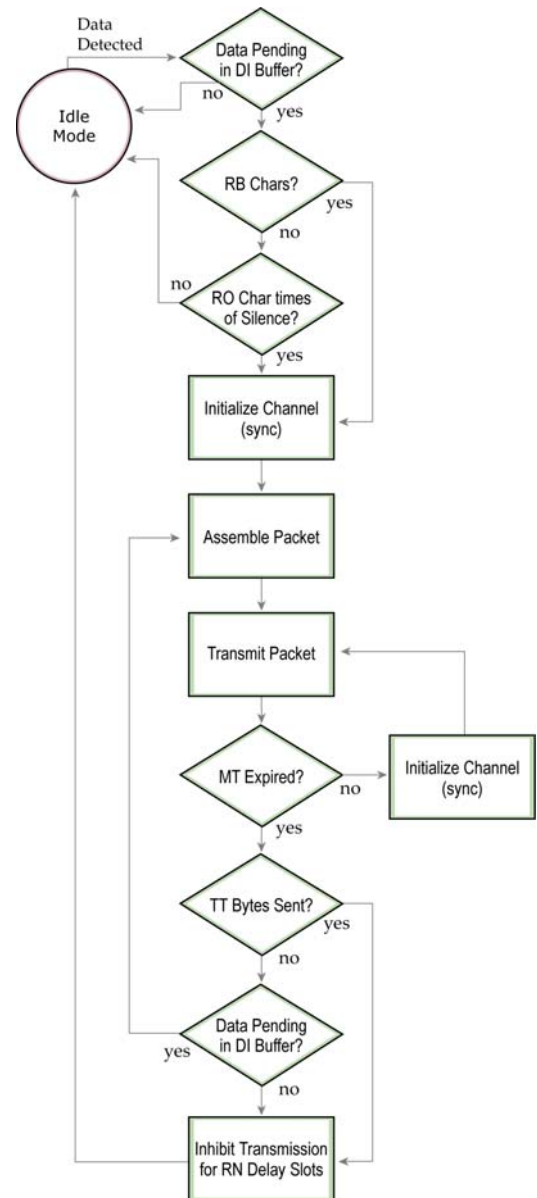 Data
Detected
Data Pending
in DI Buffer?
no
yes
Idle
Mode
RB Chars?
yes
no
no
RO Char times
of Silence?
yes
Initialize Channel
(sync)
Assemble Packet
Transmit Packet
MT Expired?
no
Initialize Channel
(sync)
yes
TT Bytes Sent?
yes
no
Data Pending
in DI Buffer?
yes
no
Inhibit Transmission
for RN Delay Slots